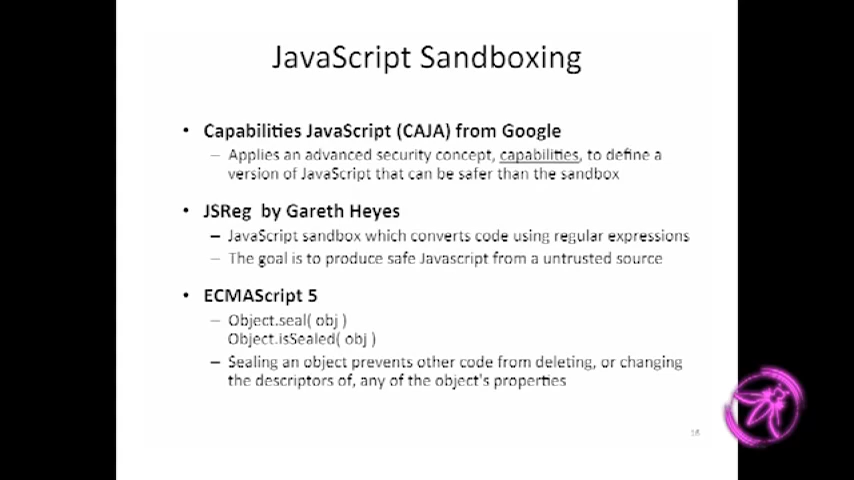 JavaScript Sandboxing
• Capabilities JavaScript (CAJA) from Google
– Applies an advanced security concept, capabilities, to define a
version of JavaScript that can be safer than the sandbox
• JSReg by Gareth Heyes
– JavaScript sandbox which converts code using regular expressions
– The goal is to produce safe Javascript from a untrusted source
• ECMAScript 5
– Object.seal( obj )
Object.isSealed( obj )
– Sealing an object prevents other code from deleting, or changing
the descriptors of, any of the object's properties